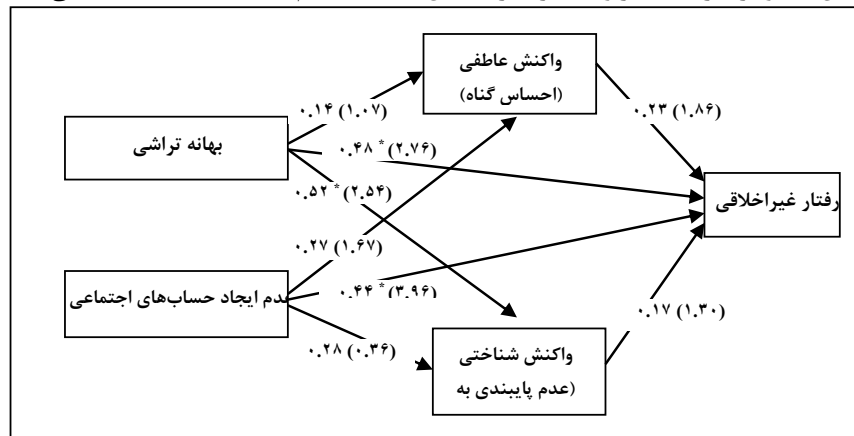 واکنش عاطفی
(احساس گناه)
۰.۱۴ (۱.۰۷)
۰.۲۳ (۱.۸۶)
بهانه تراشی
۰.۴۸ * (۲.۷۶)
۰.۵۲ * (۲.۵۴)
رفتار غیراخلاقی
۰.۲۷ (۱.۶۷)
عدم ایجاد حساب‌های اجتماعی
۰.۴۴ * (۳.۹۶)
۰.۱۷ (۱.۳۰)
۰.۲۸ (۰.۳۶)
واکنش شناختی
(عدم پایبندی به